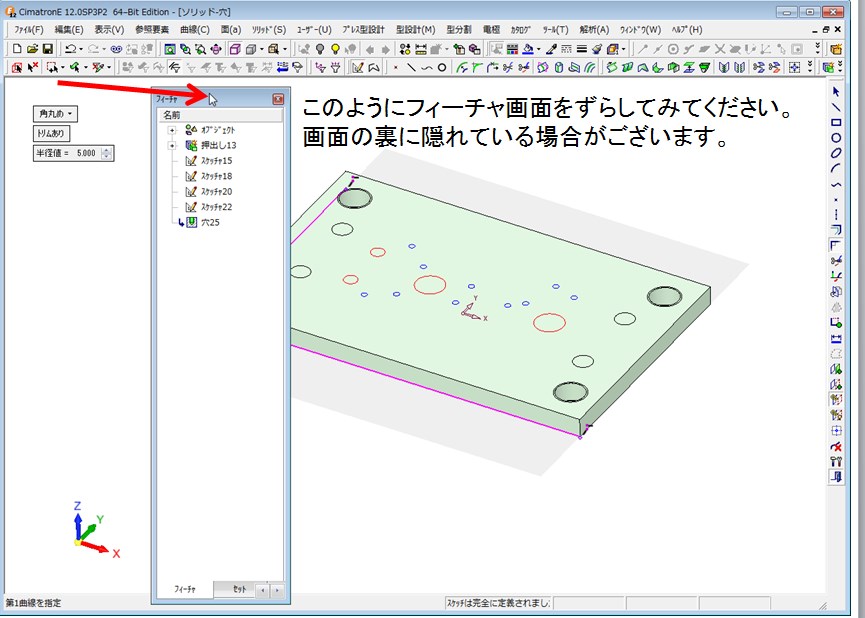 CimatronE 12.0SP3P2 64-Bit Edition - [ソリッド-穴]
ファイル(F) 編集(E) 表示(V) 参照要素 曲線(C) 面(a) ソリッド(S) ユーザー(U) プレス型設計 型設計(M) 型分割 電極 カタログ ツール(T) 解析(A) ウィンドウ(W) ヘルプ(H)
角丸め
トリムあり
半径値 = 5.000
フィーチャ
名前
オブジェクト
押出し13
スケッチ15
スケッチ18
スケッチ20
スケッチ22
穴25
このようにフィーチャ画面をずらしてみてください。
画面の裏に隠れている場合がございます。
Y
X
Z
Y
X
フィーチャ セット
第1曲線を指定
スケッチは完全に定義されまし